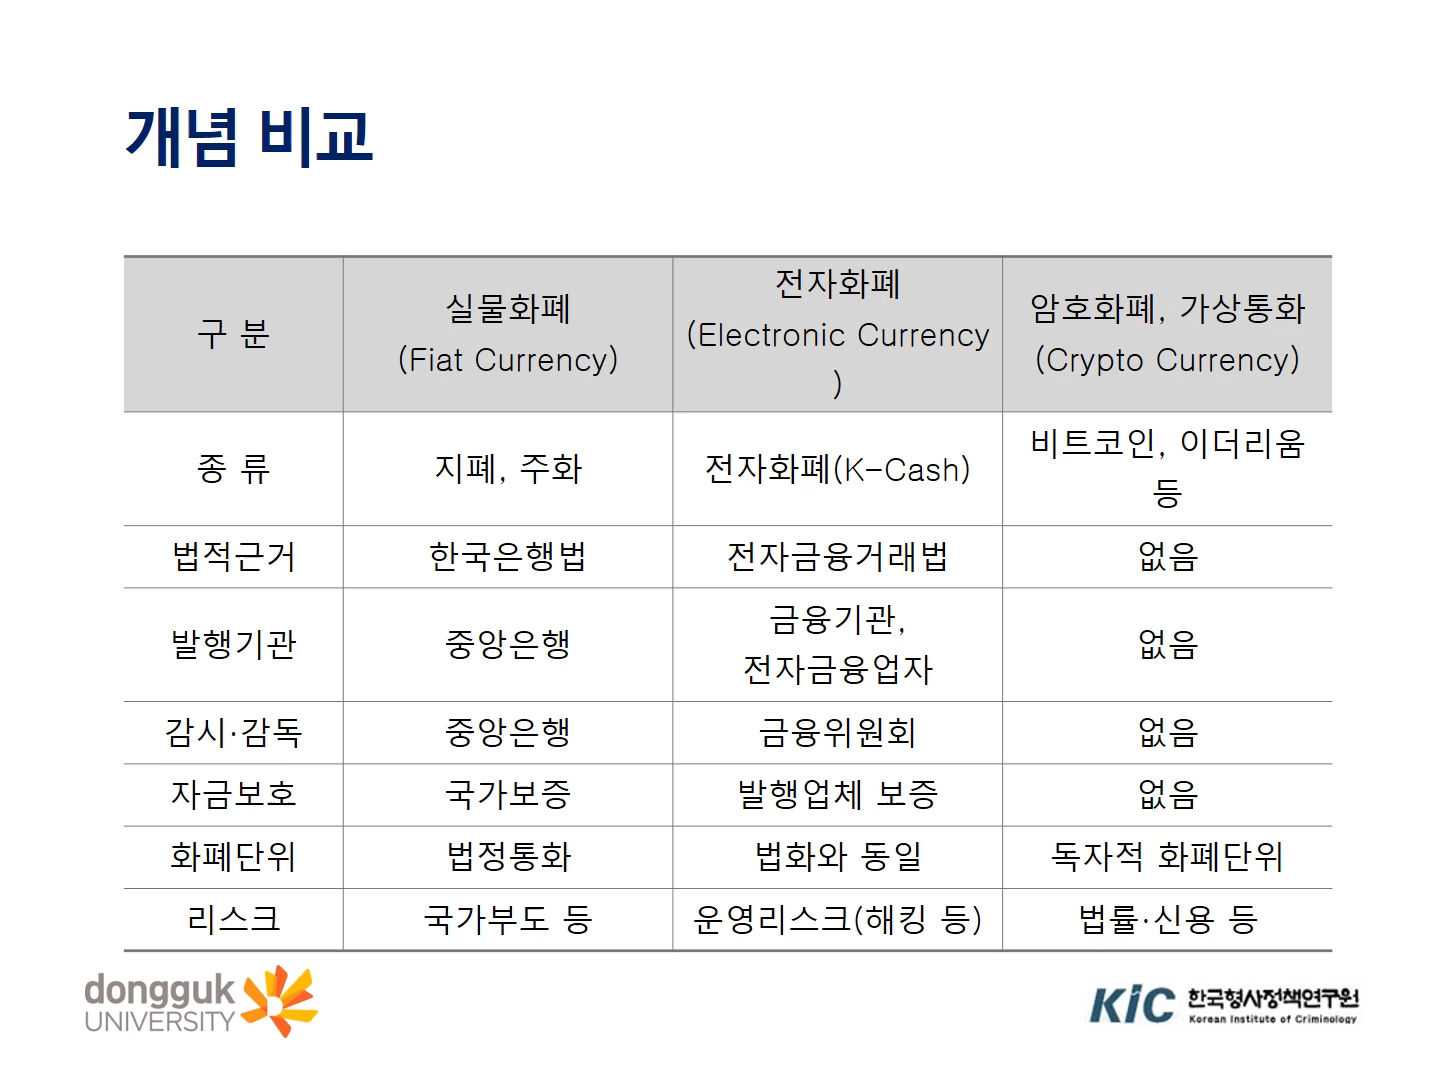 개념 비교
구 분
실물화폐
(Fiat Currency)
전자화폐
(Electronic Currency
)
암호화폐, 가상통화
(Crypto Currency)
종 류
지폐, 주화
전자화폐(K-Cash)
비트코인, 이더리움
등
법적근거
한국은행법
전자금융거래법
없음
발행기관
중앙은행
금융기관,
전자금융업자
없음
감시·감독
중앙은행
금융위원회
없음
자금보호
국가보증
발행업체 보증
없음
화폐단위
법정통화
법화와 동일
독자적 화폐단위
리스크
국가부도 등
운영리스크(해킹 등)
법률·신용 등
dongguk
UNIVERSITY
KiC 한국형사정책연구원
Korean Institute of Criminology